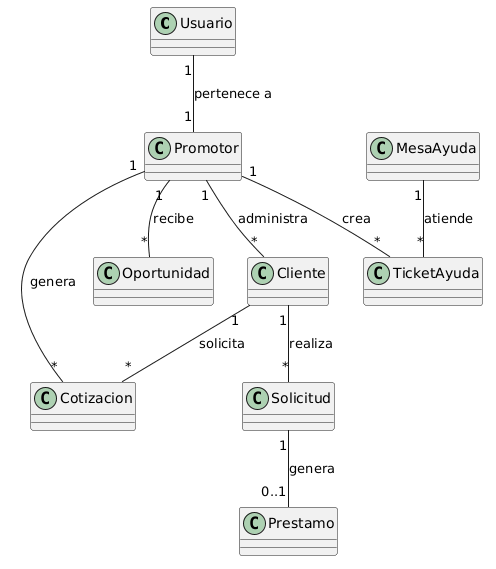 C Usuario
1
pertenece a
1
C Promotor
C MesaAyuda
1
1
1
1
1
recibe
administra
crea
atiende
*
*
*
*
C Oportunidad
C Cliente
C TicketAyuda
genera
1
1
solicita
realiza
*
*
*
C Cotizacion
C Solicitud
1
genera
0..1
C Prestamo